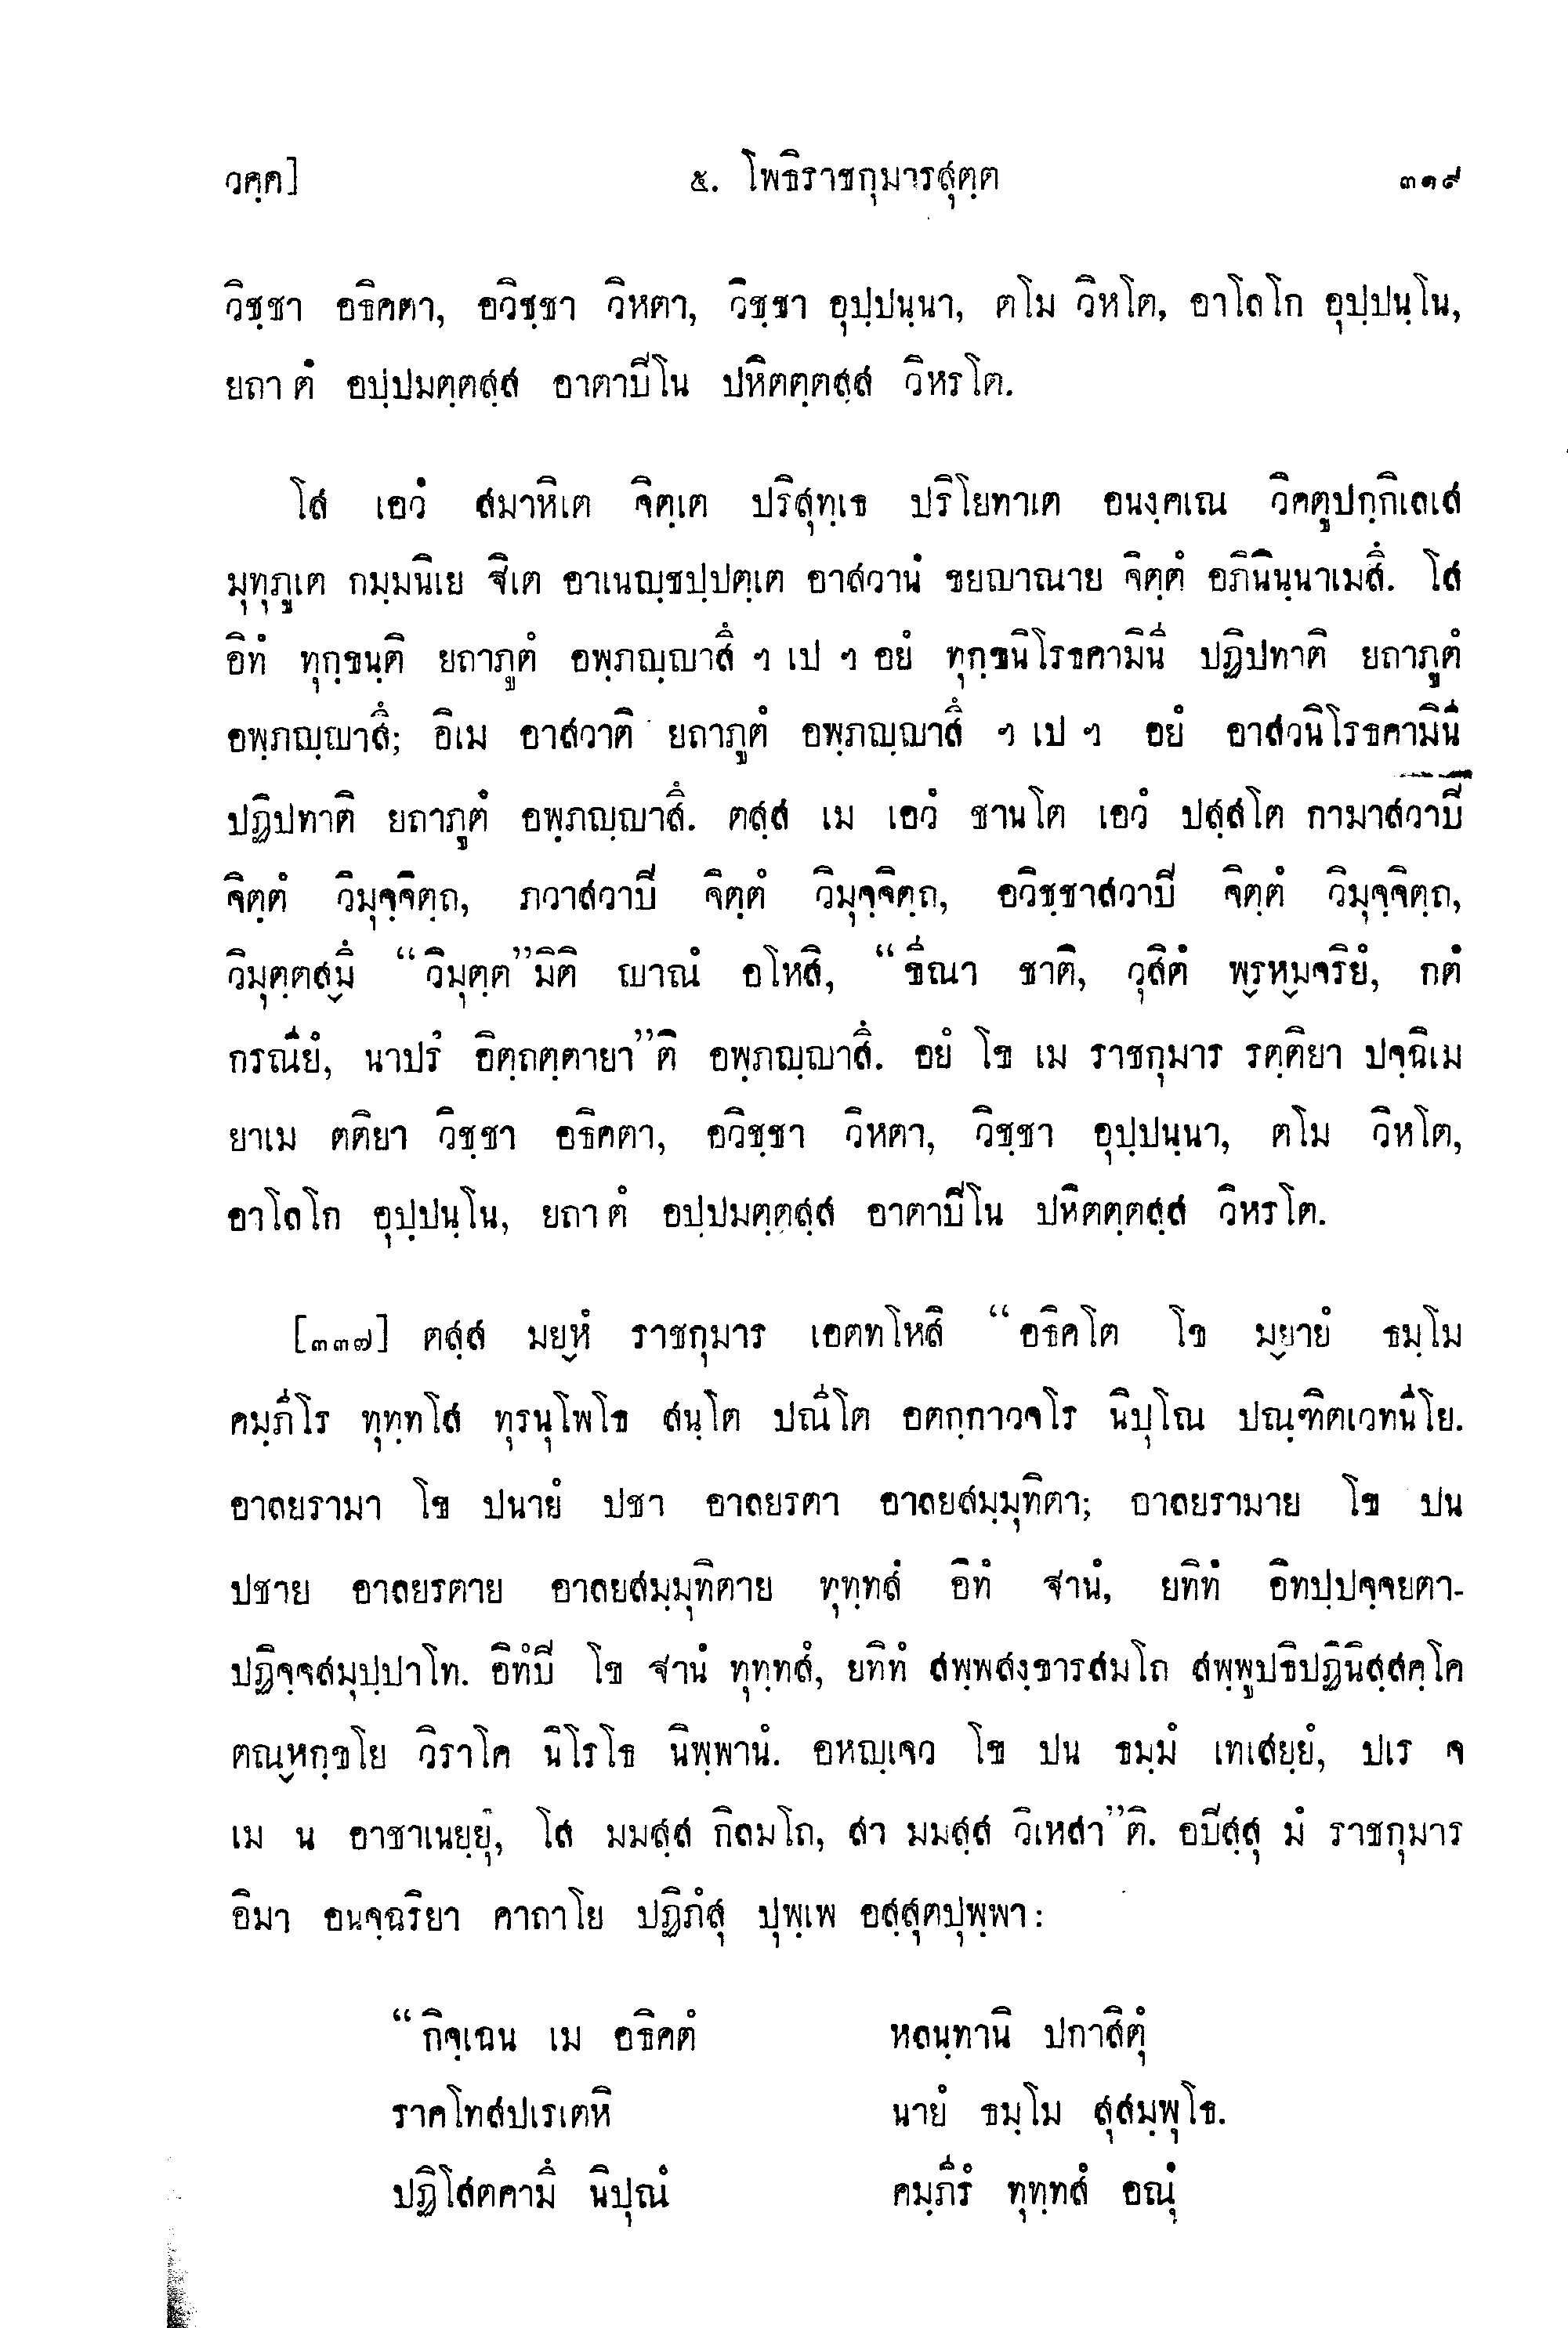 วคฺค]	๕. โพธิราชกุมารสุตฺต	๓๑๙
วิชฺชา อธิคตา, อวิชฺชา วิหตา, วิชฺชา อุปฺปนฺนา, ตโม วิหโต, อาโลโก อุปฺปนฺโน,
ยถา ตํ อปฺปมตฺตสฺส อาตาปีโน ปหิตตฺตสฺส วิหรโต.
โส เอวํ สมาหิเต จิตฺเต ปริสุทฺเธ ปริโยทาเต อนงฺคเณ วิคตูปกฺกิเลเส
มุทุภูเต กมฺมนิเย ฐิเต อาเนญฺชปฺปตฺเต อาสวานํ ขยญาณาย จิตฺตํ อภินินฺนาเมสึ. โส
อิทํ ทุกฺขนฺติ ยถาภูตํ อพฺภญฺญาสึ ฯ เป ฯ อยํ ทุกฺขนิโรธคามินี ปฏิปทาติ ยถาภูตํ
อพฺภญฺญาสึ; อิเม อาสวาติ ยถาภูตํ อพฺภญฺญาสึ ฯ เป ฯ อยํ อาสวนิโรธคามินี
ปฏิปทาติ ยถาภูตํ อพฺภญฺญาสึ. ตสฺส เม เอวํ ชานโต เอวํ ปสฺสโต กามาสวาปี
จิตฺตํ วิมุจฺจิตฺถ, ภวาสวาปี จิตฺตํ วิมุจฺจิตฺถ, อวิชฺชาสวาปี จิตฺตํ วิมุจฺจิตฺถ,
วิมุตฺตสฺมึ “วิมุตฺต”มิติ ญาณํ อโหสิ, “ขีณา ชาติ, วุสิตํ พฺรหฺมจริยํ, กตํ
กรณียํ, นาปรํ อิตฺถตฺตายา”ติ อพฺภญฺญาสึ. อยํ โข เม ราชกุมาร รตฺติยา ปจฺฉิเม
ยาเม ตติยา วิชฺชา อธิคตา, อวิชฺชา วิหตา, วิชฺชา อุปฺปนฺนา, ตโม วิหโต,
อาโลโก อุปฺปนฺโน, ยถา ตํ อปฺปมตฺตสฺส อาตาปีโน ปหิตตฺตสฺส วิหรโต.
[๓๓๗] ตสฺส มยฺหํ ราชกุมาร เอตทโหสิ “อธิคโต โข มฺยายํ ธมฺโม
คมฺภีโร ทุทฺทโส ทุรนุโพโธ สนฺโต ปณีโต อตกฺกาวจโร นิปุโณ ปณฺฑิตเวทนีโย.
อาลยรามา โข ปนายํ ปชา อาลยรตา อาลยสมฺมุทิตา; อาลยรามาย โข ปน
ปชาย อาลยรตาย อาลยสมฺมุทิตาย ทุทฺทสํ อิทํ ฐานํ, ยทิทํ อิทปฺปจฺจยตา-
ปฏิจฺจสมุปฺปาโท. อิทํปี โข ฐานํ ทุทฺทสํ, ยทิทํ สพฺพสงฺขารสมโถ สพฺพูปธิปฏินิสฺสคฺโค
ตณฺหกฺขโย วิราโค นิโรโธ นิพฺพานํ. อหญฺเจว โข ปน ธมฺมํ เทเสยฺยํ, ปเร จ
เม น อาชาเนยฺยุํ, โส มมสฺส กิลมโถ, สา มมสฺส วิเหสา”ติ. อปีสฺสุ มํ ราชกุมาร
อิมา อนจฺฉริยา คาถาโย ปฏิภํสุ ปุพฺเพ อสฺสุตปุพฺพา:
“กิจฺเฉน เม อธิคตํ	หลนฺทานิ ปกาสิตุํ
ราคโทสปเรเตหิ	นายํ ธมฺโม สุสมฺพุโธ.
ปฏิโสตคามึ นิปุณํ	คมฺภีรํ ทุทฺทสํ อณุํ